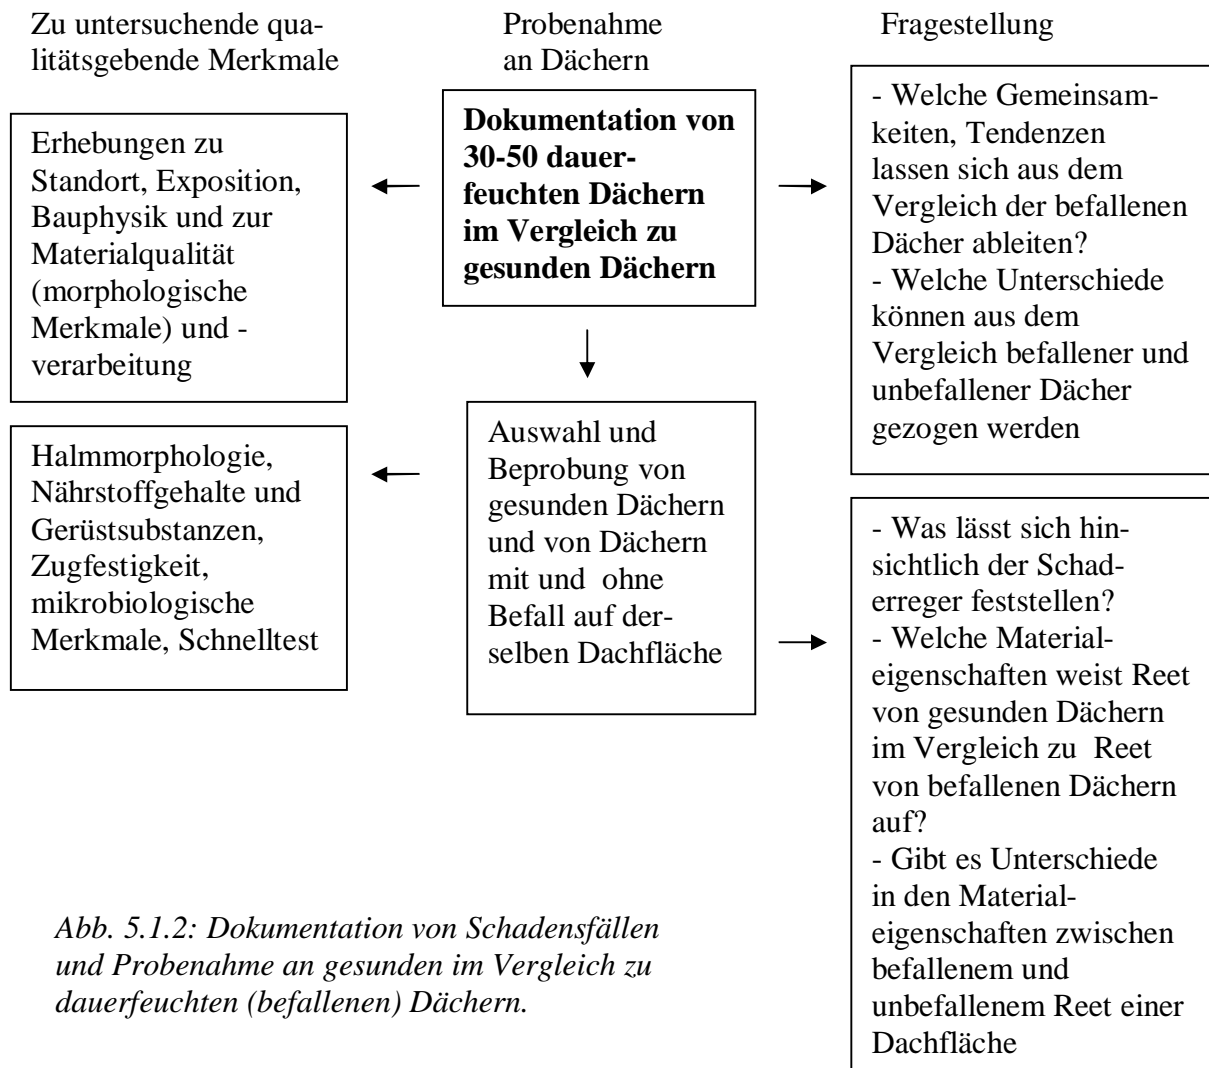 Zu untersuchende qua-
litätsgebende Merkmale
Probenahme
an Dächern
Fragestellung
Erhebungen zu
Standort, Exposition,
Bauphysik und zur
Materialqualität
(morphologische
Merkmale) und -
verarbeitung
Dokumentation von
30-50 dauer-
feuchten Dächern
im Vergleich zu
gesunden Dächern
- Welche Gemeinsam-
keiten, Tendenzen
lassen sich aus dem
Vergleich der befallenen
Dächer ableiten?
- Welche Unterschiede
können aus dem
Vergleich befallener und
unbefallener Dächer
gezogen werden
Halmmorphologie,
Nährstoffgehalte und
Gerüstsubstanzen,
Zugfestigkeit,
mikrobiologische
Merkmale, Schnelltest
Auswahl und
Beprobung von
gesunden Dächern
und von Dächern
mit und  ohne
Befall auf der-
selben Dachfläche
- Was lässt sich hin-
sichtlich der Schad-
erreger feststellen?
- Welche Material-
eigenschaften weist Reet
von gesunden Dächern
im Vergleich zu  Reet
von befallenen Dächern
auf?
- Gibt es Unterschiede
in den Material-
eigenschaften zwischen
befallenem und
unbefallenem Reet einer
Dachfläche
Abb. 5.1.2: Dokumentation von Schadensfällen
und Probenahme an gesunden im Vergleich zu
dauerfeuchten (befallenen) Dächern.